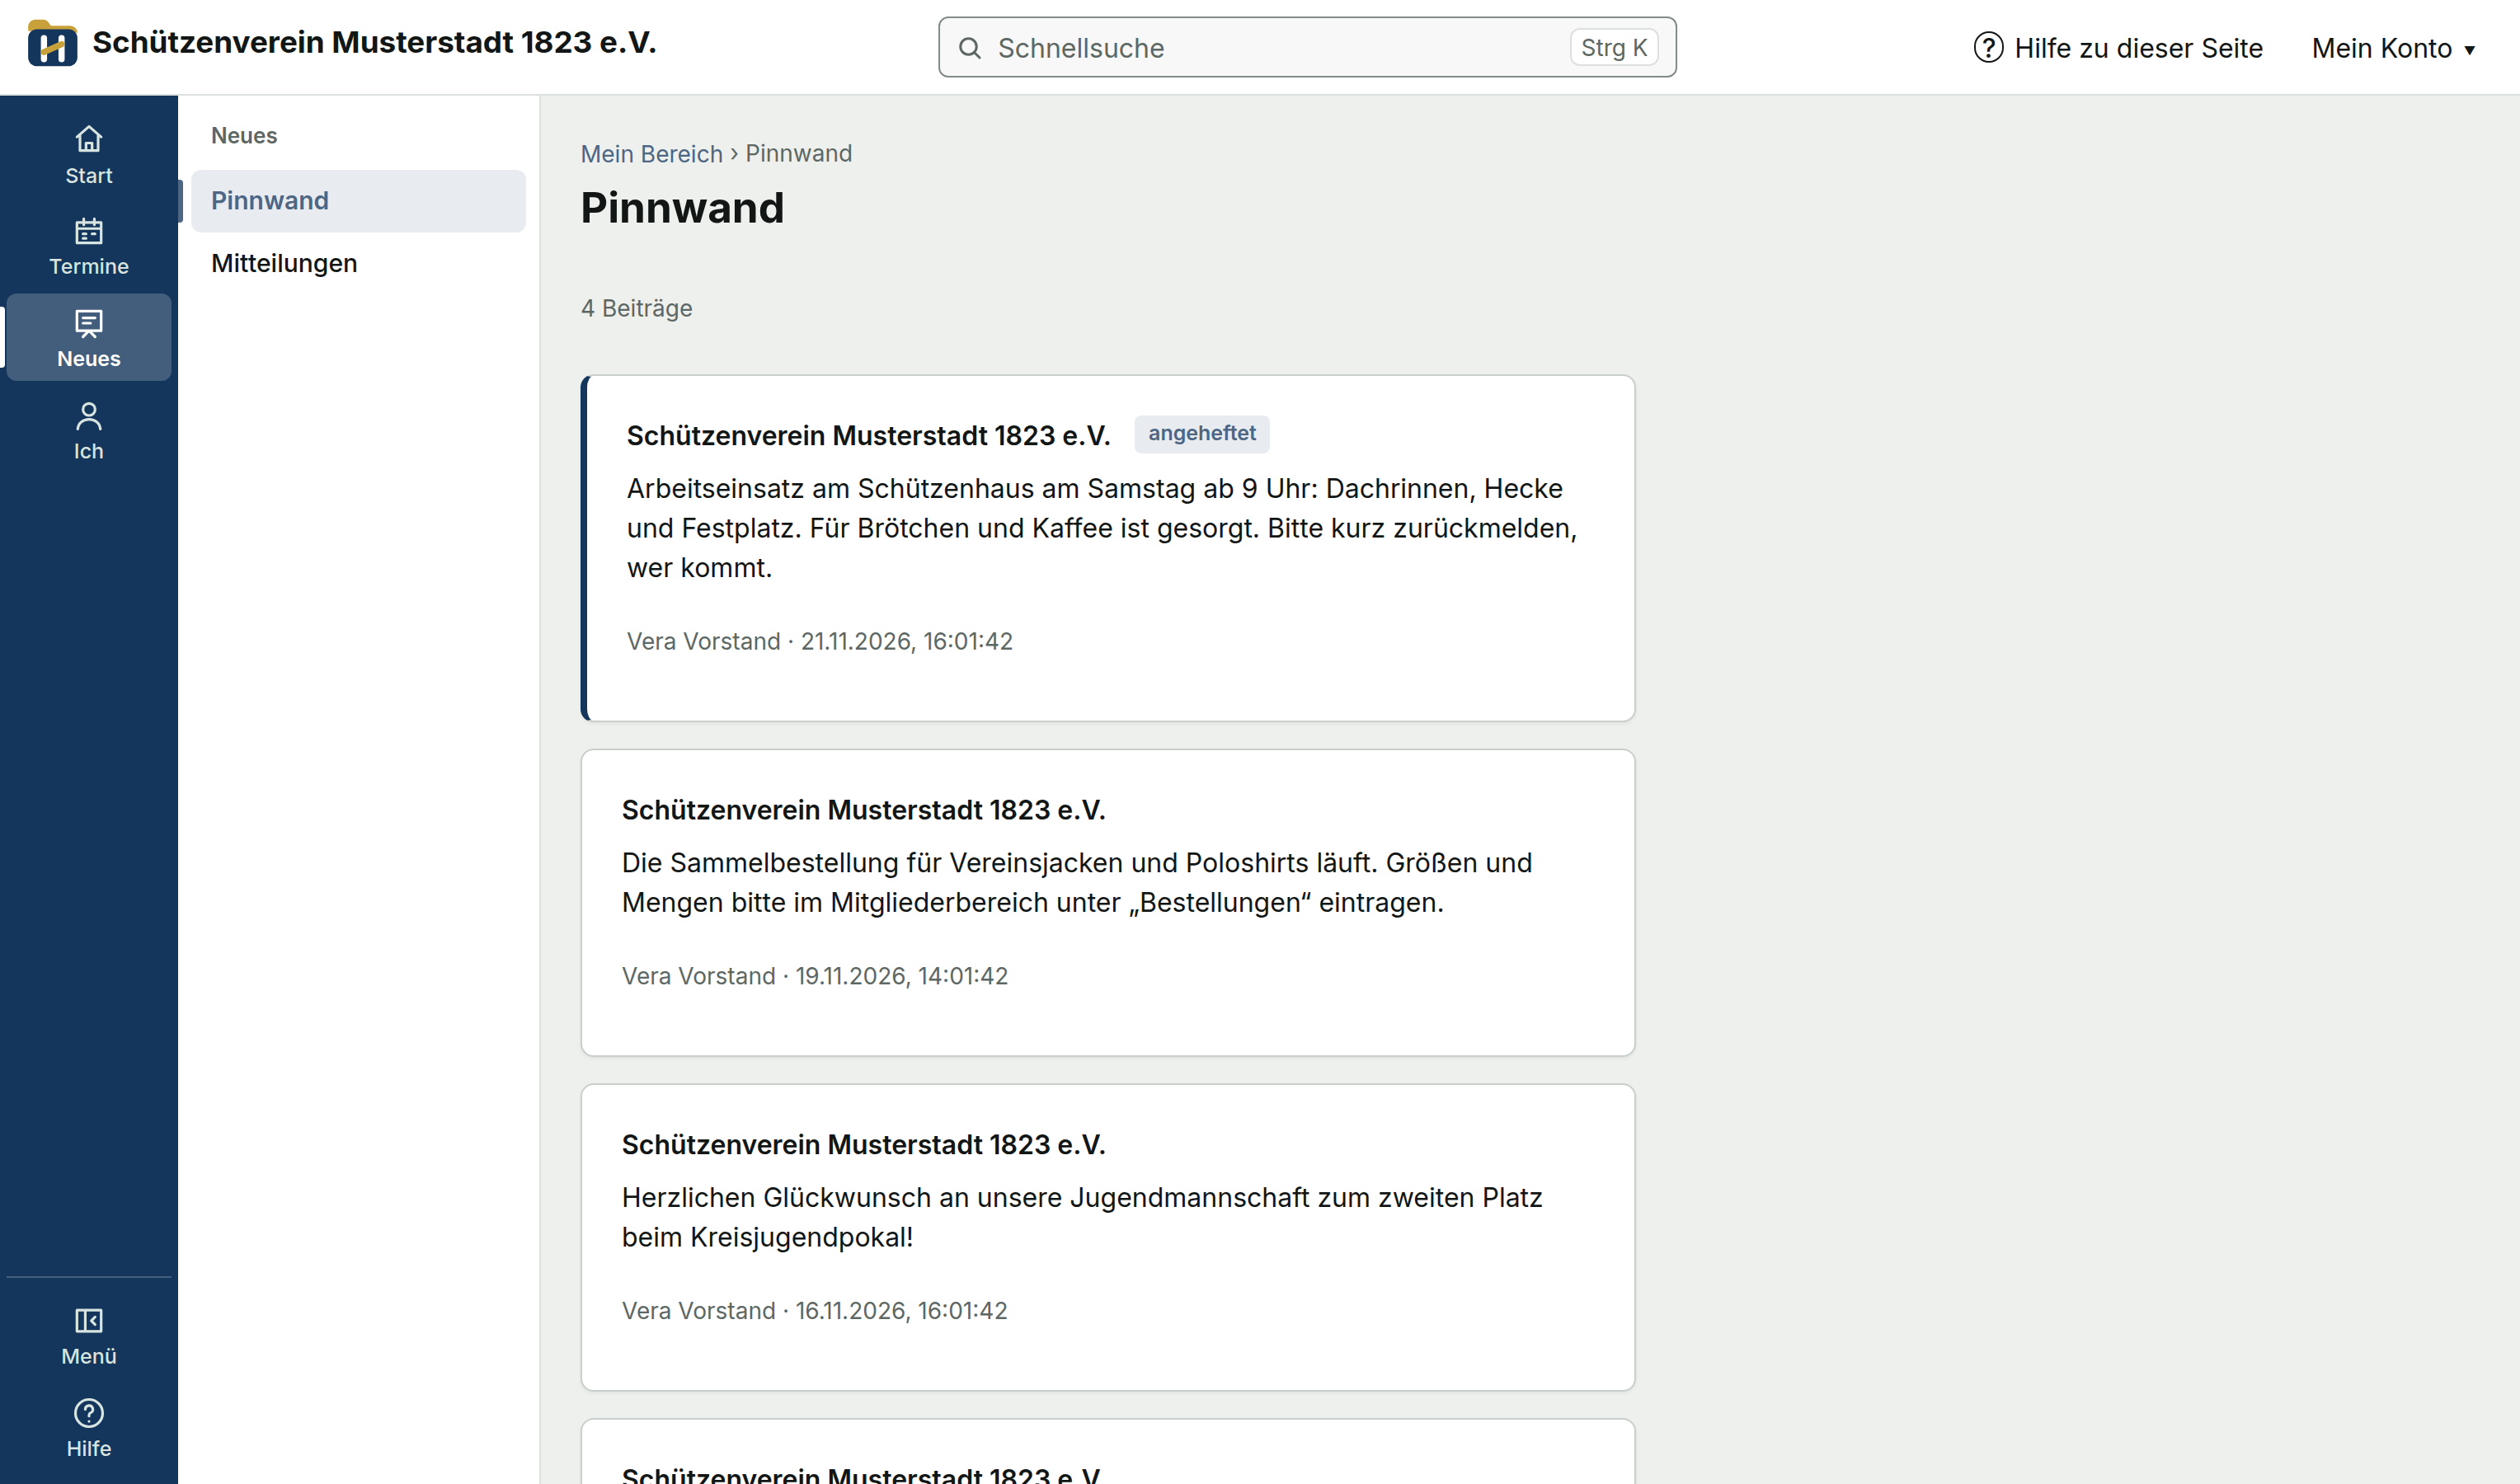 Schützenverein Musterstadt 1823 e.V.
Schnellsuche
Strg K
Hilfe zu dieser Seite
Mein Konto
Start
Termine
Neues
Ich
Menü
Hilfe
Neues
Pinnwand
Mitteilungen
Mein Bereich › Pinnwand
Pinnwand
4 Beiträge
Schützenverein Musterstadt 1823 e.V. angeheftet
Arbeitseinsatz am Schützenhaus am Samstag ab 9 Uhr: Dachrinnen, Hecke
und Festplatz. Für Brötchen und Kaffee ist gesorgt. Bitte kurz zurückmelden,
wer kommt.
Vera Vorstand · 21.11.2026, 16:01:42
Schützenverein Musterstadt 1823 e.V.
Die Sammelbestellung für Vereinsjacken und Poloshirts läuft. Größen und
Mengen bitte im Mitgliederbereich unter „Bestellungen“ eintragen.
Vera Vorstand · 19.11.2026, 14:01:42
Schützenverein Musterstadt 1823 e.V.
Herzlichen Glückwunsch an unsere Jugendmannschaft zum zweiten Platz
beim Kreisjugendpokal!
Vera Vorstand · 16.11.2026, 16:01:42
Schützenverein Musterstadt 1823 e.V.